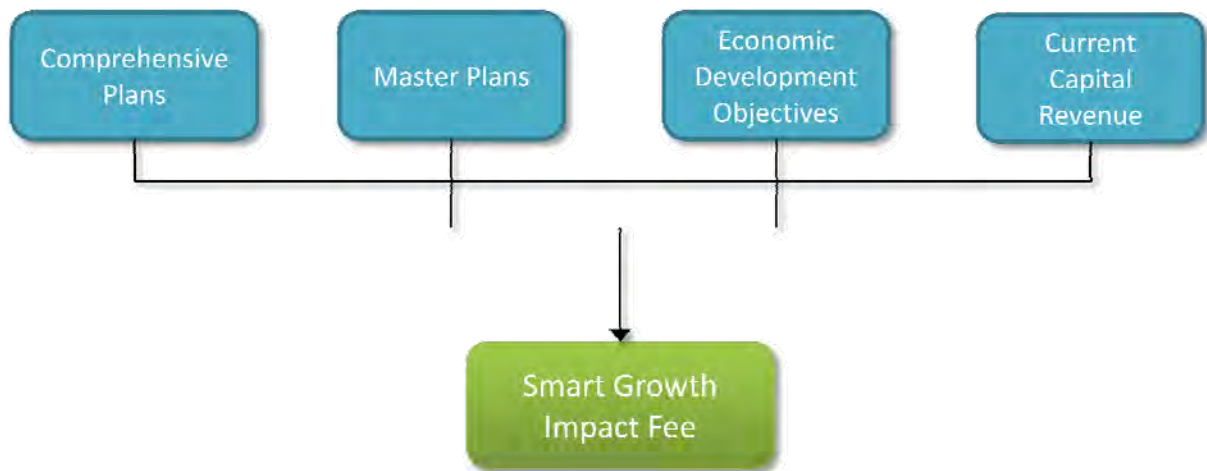 Comprehensive
Plans
Master Plans
Economic
Development
Objectives
Current
Capital
Revenue
Smart Growth
Impact Fee